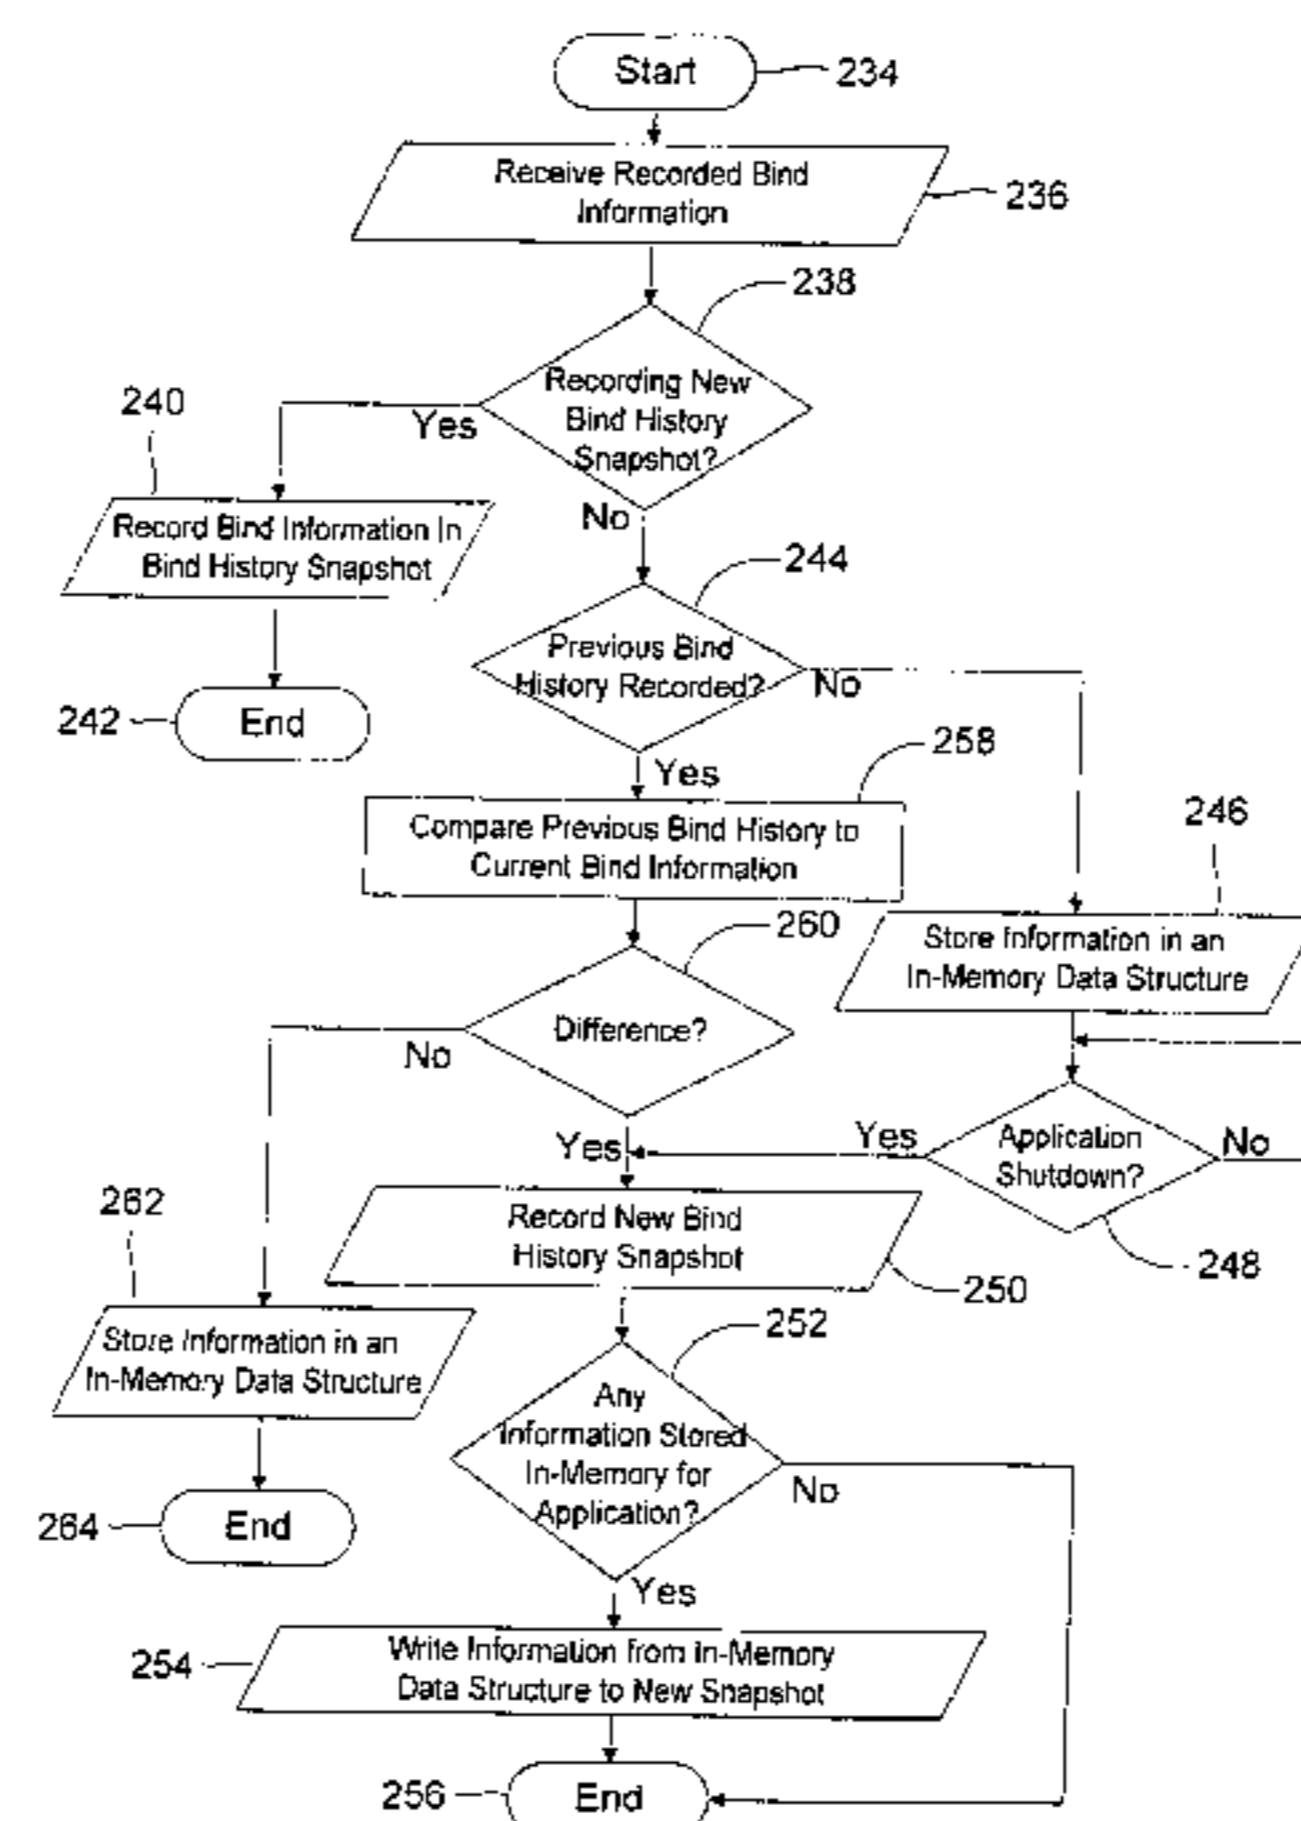 Start
234
Receive Recorded Bind
Information
236
238
Recording New
Bind History
Snapshot?
Yes
No
240
Record Bind Information In
Bind History Snapshot
242
End
244
Previous Bind
History Recorded?
No
Yes
258
Compare Previous Bind History to
Current Bind Information
246
Store Information in an
In-Memory Data Structure
260
Difference?
No
Yes
Yes
Application
Shutdown?
No
248
262
Record New Bind
History Snapshot
250
Store Information in an
In-Memory Data Structure
252
Any
Information Stored
In-Memory for
Application?
No
Yes
264
End
254
Write Information from In-Memory
Data Structure to New Snapshot
256
End